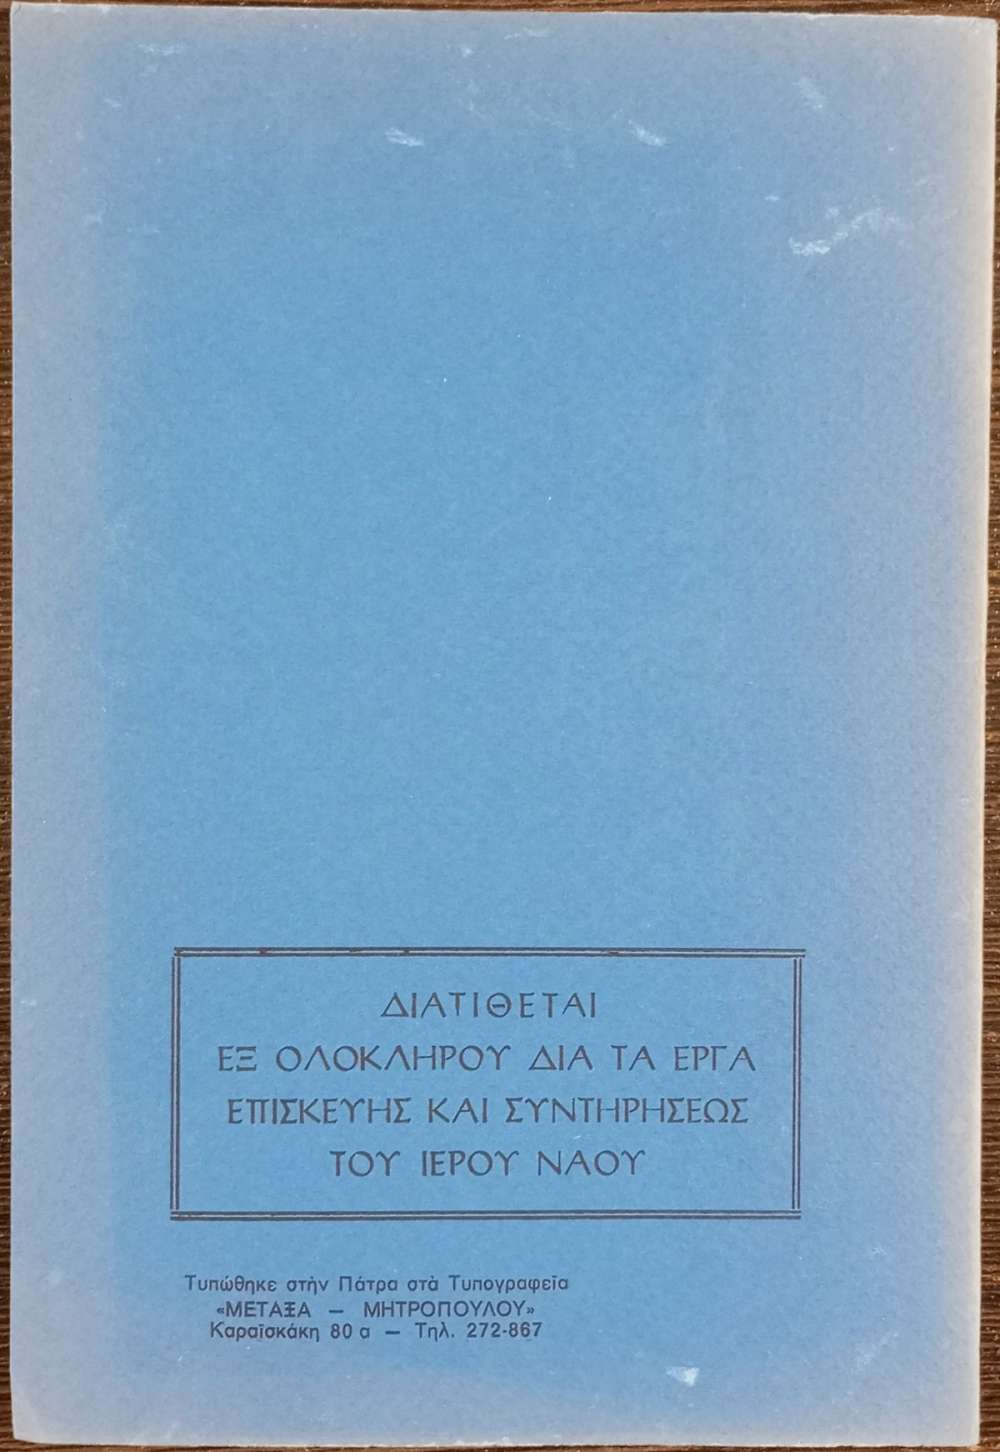 ΔΙΑΤΙΘΕΤΑΙ
ΕΞ ΟΛΟΚΛΗΡΟΥ ΔΙΑ ΤΑ ΕΡΓΑ
ΕΠΙΣΚΕΥΗΣ ΚΑΙ ΣΥΝΤΗΡΗΣΕΩΣ
ΤΟΥ ΙΕΡΟΥ ΝΑΟΥ
Τυπώθηκε στὴν Πάτρα στὰ Τυπογραφεῖα
«ΜΕΤΑΞΑ – ΜΗΤΡΟΠΟΥΛΟΥ»
Καραϊσκάκη 80 α – Τηλ. 272-867